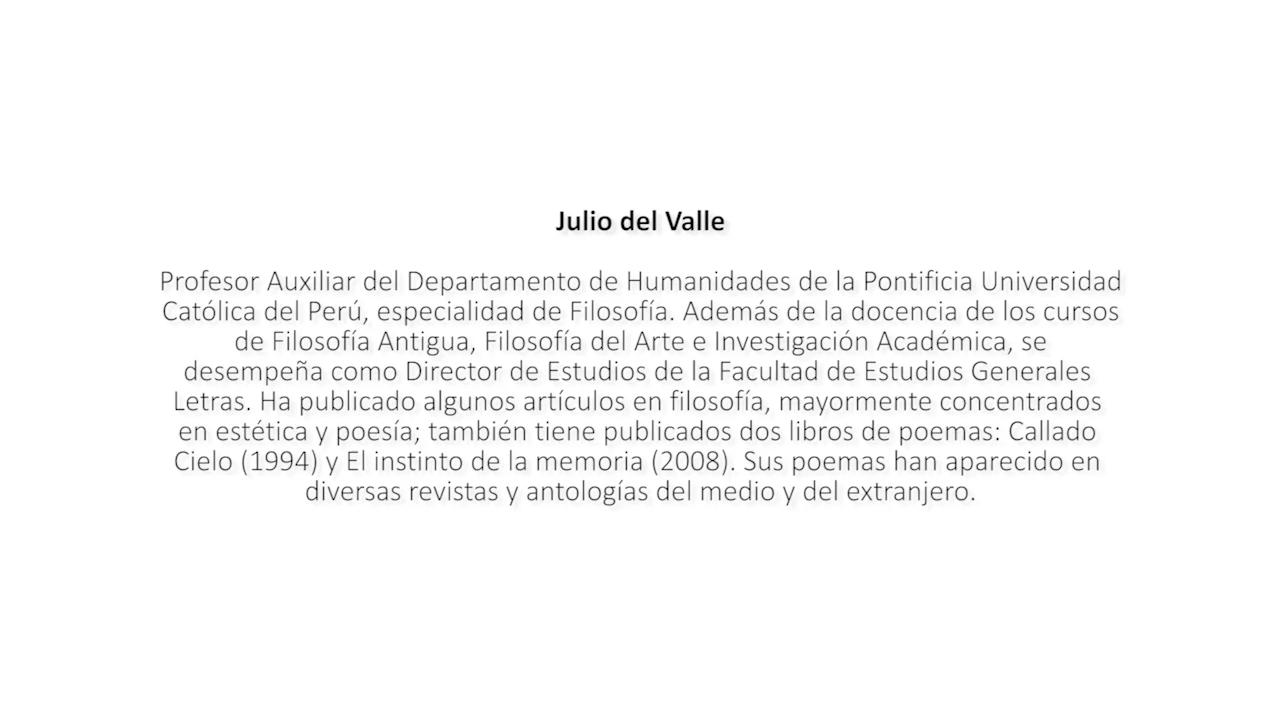 Julio del Valle
Profesor Auxiliar del Departamento de Humanidades de la Pontificia Universidad
Católica del Perú, especialidad de Filosofía. Además de la docencia de los cursos
de Filosofía Antigua, Filosofía del Arte e Investigación Académica, se
desempeña como Director de Estudios de la Facultad de Estudios Generales
Letras. Ha publicado algunos artículos en filosofía, mayormente concentrados
en estética y poesía; también tiene publicados dos libros de poemas: Callado
Cielo (1994) y El instinto de la memoria (2008). Sus poemas han aparecido en
diversas revistas y antologías del medio y del extranjero.